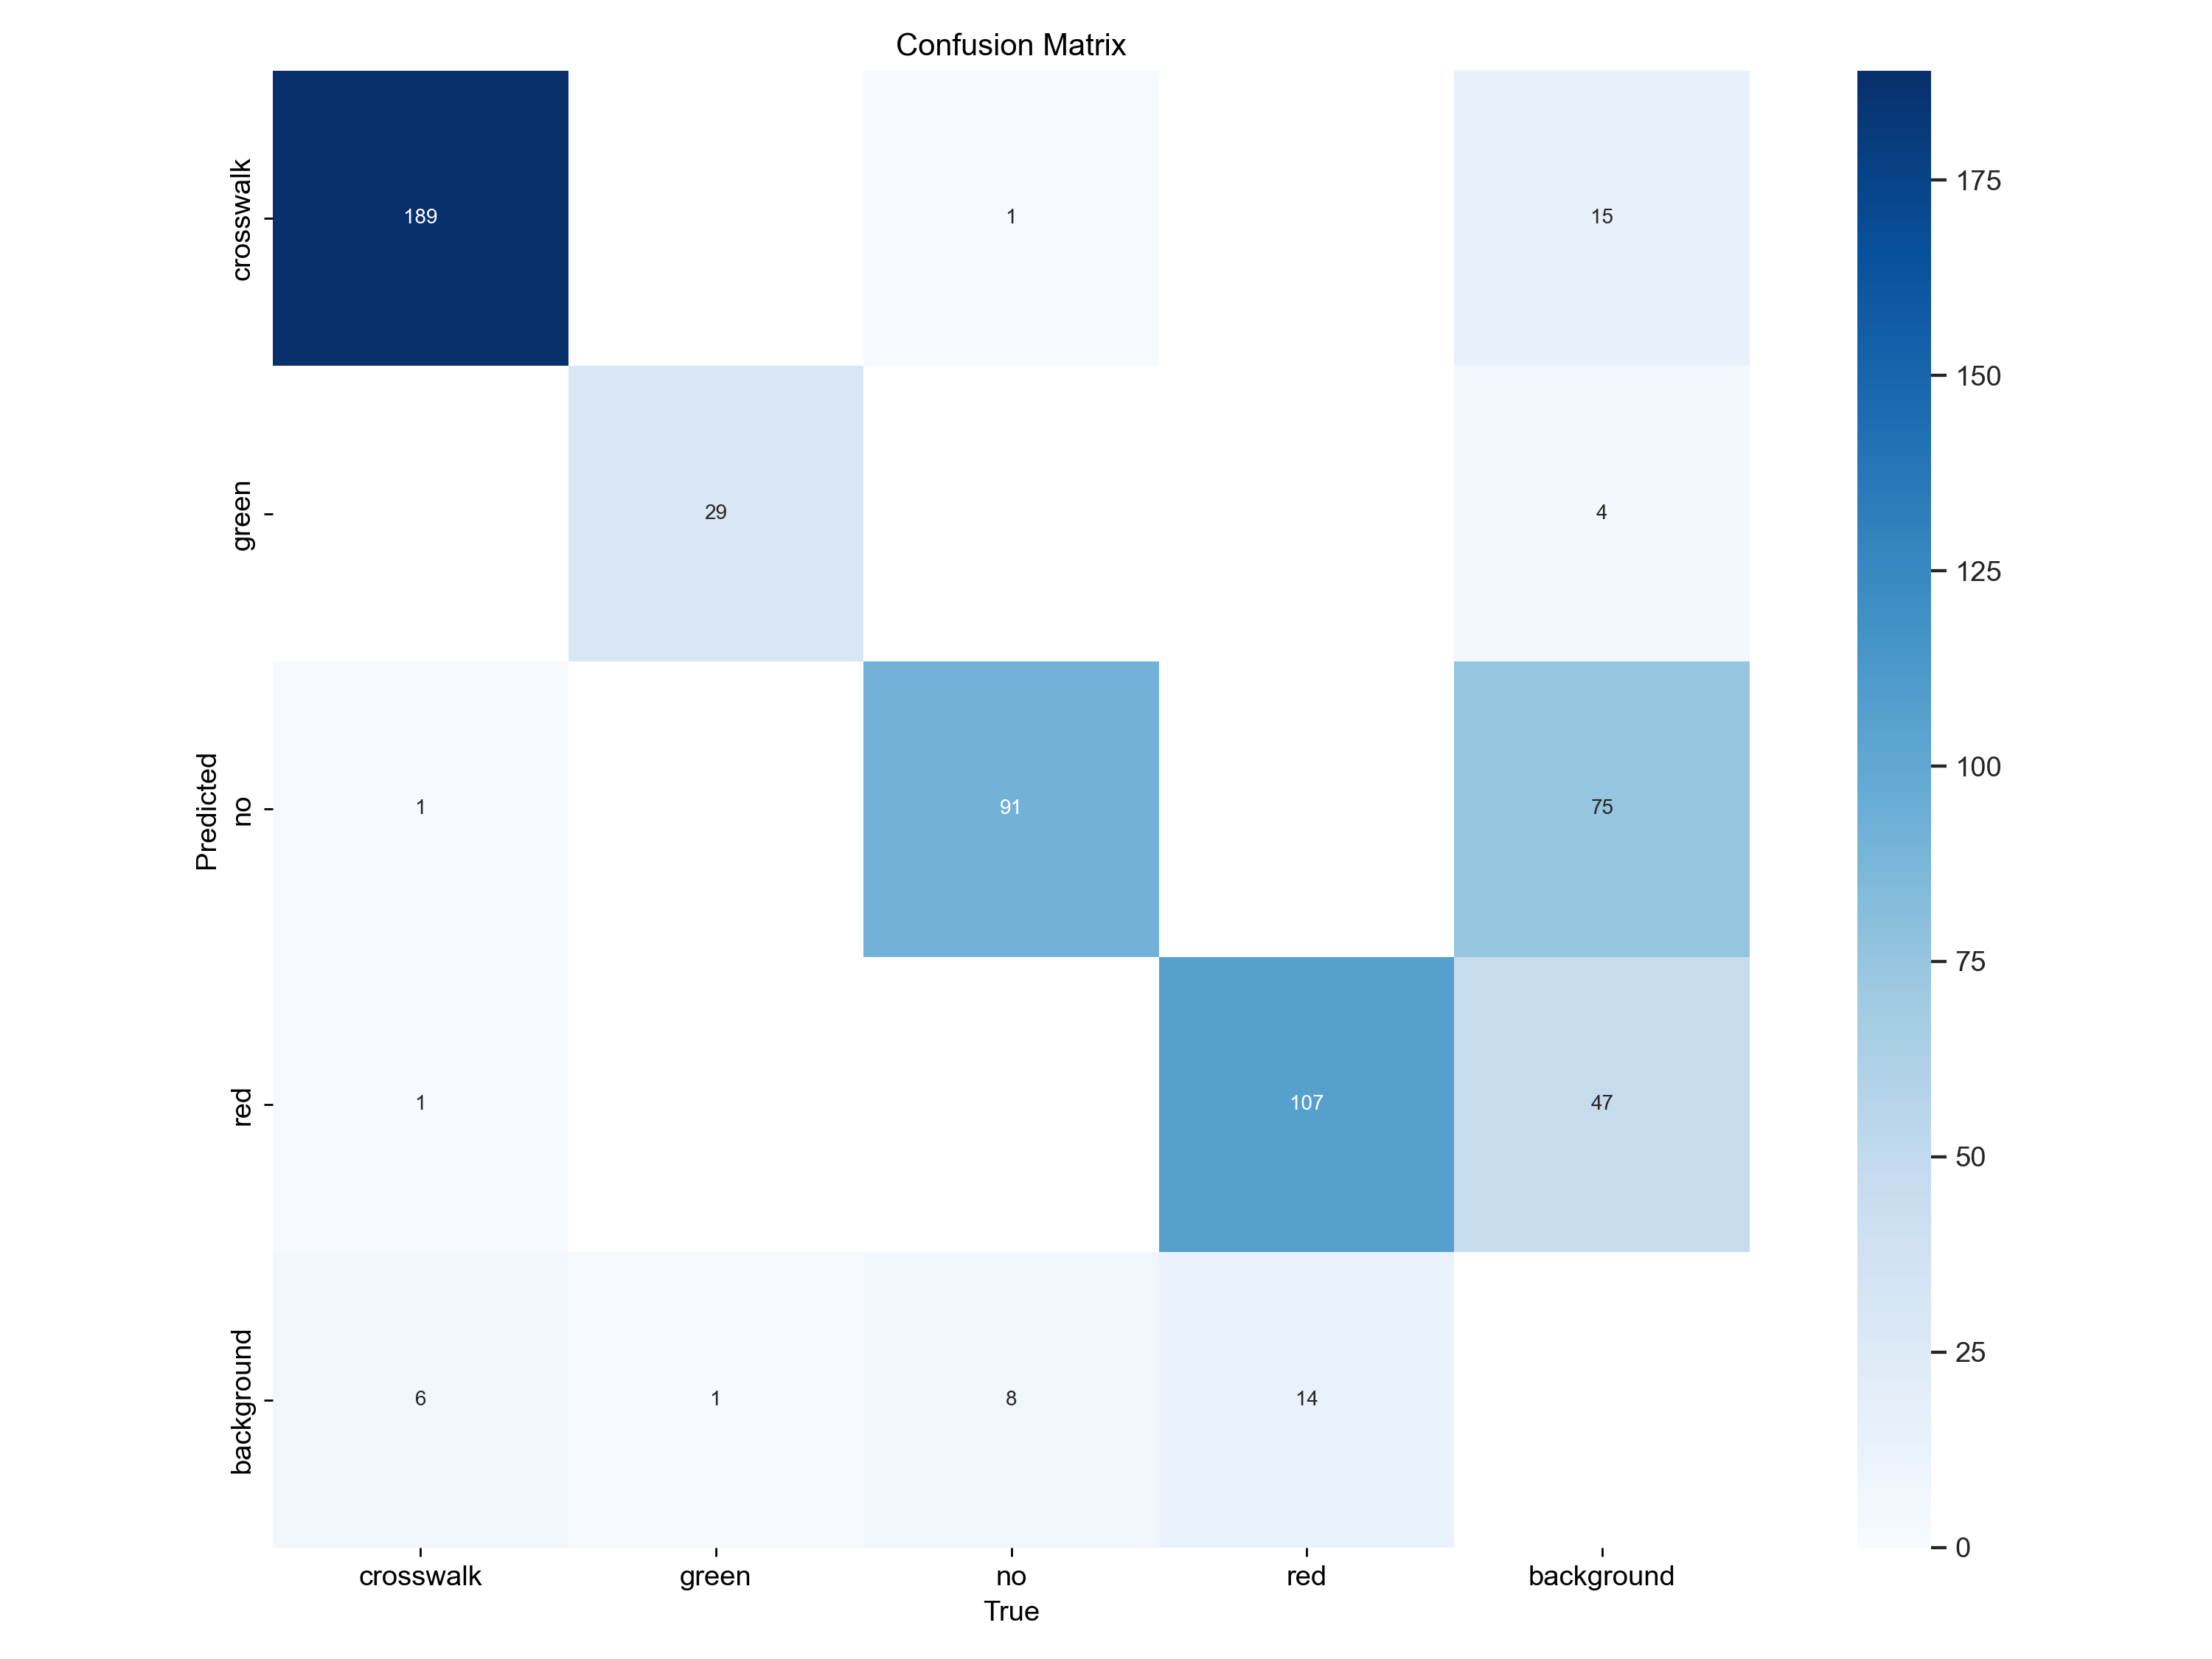 Confusion Matrix
crosswalk
189
1
15
175
150
green
29
4
125
100
Predicted
no
1
91
75
75
red
1
107
47
50
25
background
6
1
8
14
0
crosswalk
green
no
red
background
True